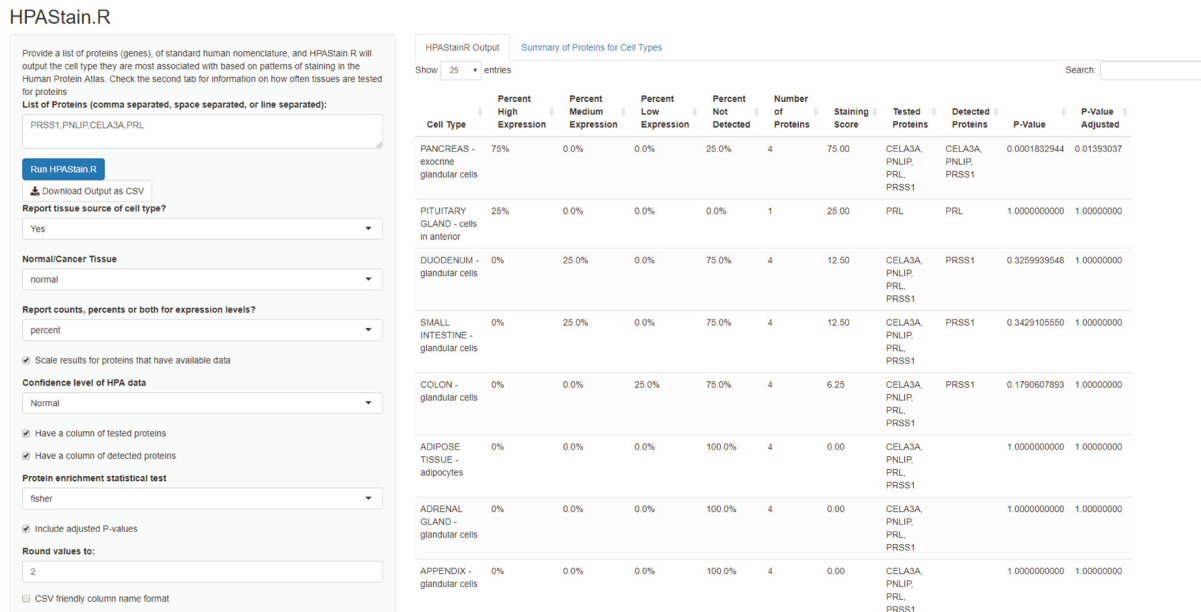 HPAStain.R
Provide a list of proteins (genes), of standard human nomenclature, and HPAStain.R will
output the cell type they are most associated with based on patterns of staining in the
Human Protein Atlas. Check the second tab for information on how often tissues are tested
for proteins
List of Proteins (comma separated, space separated, or line separated):
PRSS1,PNLIP,CELA3A,PRL
Run HPAStain.R
Download Output as CSV
Report tissue source of cell type?
Yes
Normal/Cancer Tissue
normal
Report counts, percents or both for expression levels?
percent
Scale results for proteins that have available data
Confidence level of HPA data
Normal
Have a column of tested proteins
Have a column of detected proteins
Protein enrichment statistical test
fisher
Include adjusted P-values
Round values to:
2
CSV friendly column name format
HPAStainR Output Summary of Proteins for Cell Types
Show 25 entries Search:
Percent Percent Percent Percent Number
High Medium Low Not of Staining Tested Detected P-Value
Cell Type Expression Expression Expression Detected Proteins Score Proteins Proteins P-Value Adjusted
PANCREAS - 75% 0.0% 0.0% 25.0% 4 75.00 CELA3A, CELA3A, 0.0001832944 0.01393037
exocrine PNLIP, PNLIP,
glandular cells PRL, PRSS1
PRSS1
PITUITARY 25% 0.0% 0.0% 0.0% 1 25.00 PRL PRL 1.0000000000 1.00000000
GLAND - cells
in anterior
DUODENUM - 0% 25.0% 0.0% 75.0% 4 12.50 CELA3A, PRSS1 0.3259939548 1.00000000
glandular cells PNLIP,
PRL,
PRSS1
SMALL 0% 25.0% 0.0% 75.0% 4 12.50 CELA3A, PRSS1 0.3429105550 1.00000000
INTESTINE - PNLIP,
glandular cells PRL,
PRSS1
COLON - 0% 0.0% 25.0% 75.0% 4 6.25 CELA3A, PRSS1 0.1790607893 1.00000000
glandular cells PNLIP,
PRL,
PRSS1
ADIPOSE 0% 0.0% 0.0% 100.0% 4 0.00 CELA3A, 1.0000000000 1.00000000
TISSUE - PNLIP,
adipocytes PRL,
PRSS1
ADRENAL 0% 0.0% 0.0% 100.0% 4 0.00 CELA3A, 1.0000000000 1.00000000
GLAND - PNLIP,
glandular cells PRL,
PRSS1
APPENDIX - 0% 0.0% 0.0% 100.0% 4 0.00 CELA3A, 1.0000000000 1.00000000
glandular cells PNLIP,
PRL,
PRSS1